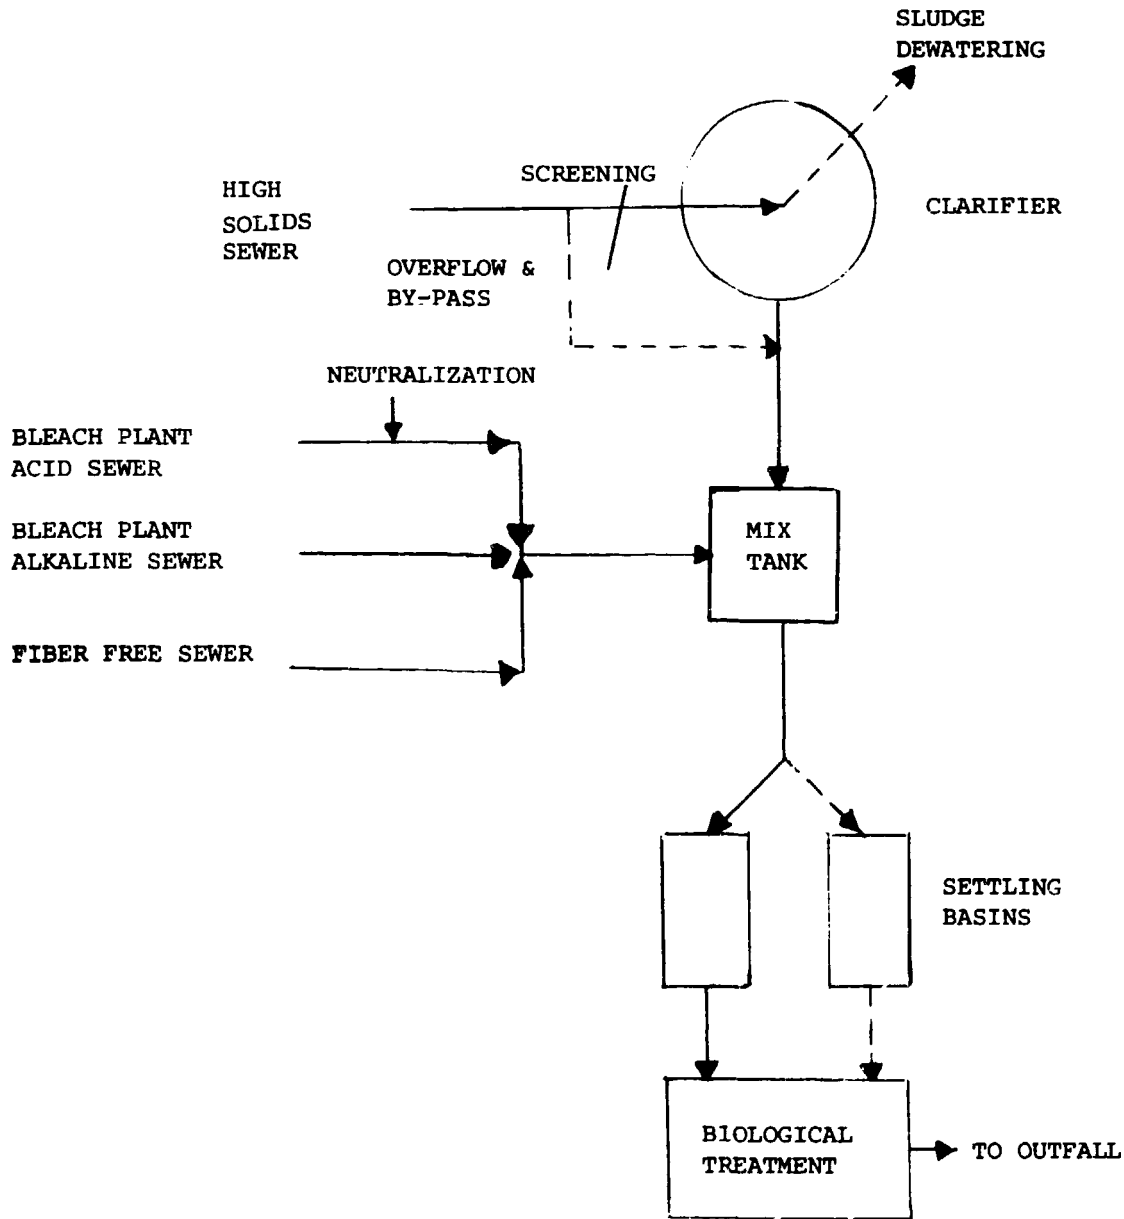 SLUDGE
DEWATERING
SCREENING
HIGH
SOLIDS
SEWER
CLARIFIER
OVERFLOW &
BY-PASS
NEUTRALIZATION
BLEACH PLANT
ACID SEWER
BLEACH PLANT
ALKALINE SEWER
MIX
TANK
FIBER FREE SEWER
SETTLING
BASINS
BIOLOGICAL
TREATMENT
TO OUTFALL